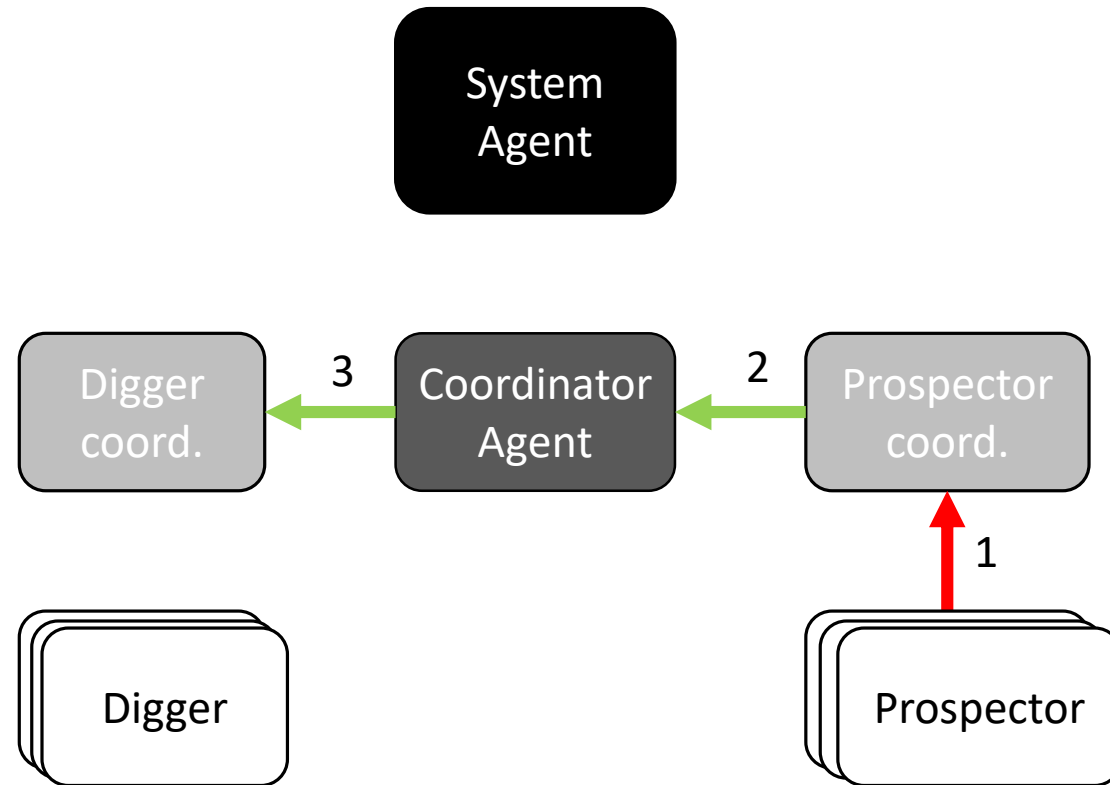 System
Agent
Digger
coord.
3
Coordinator
Agent
2
Prospector
coord.
1
Digger
Prospector